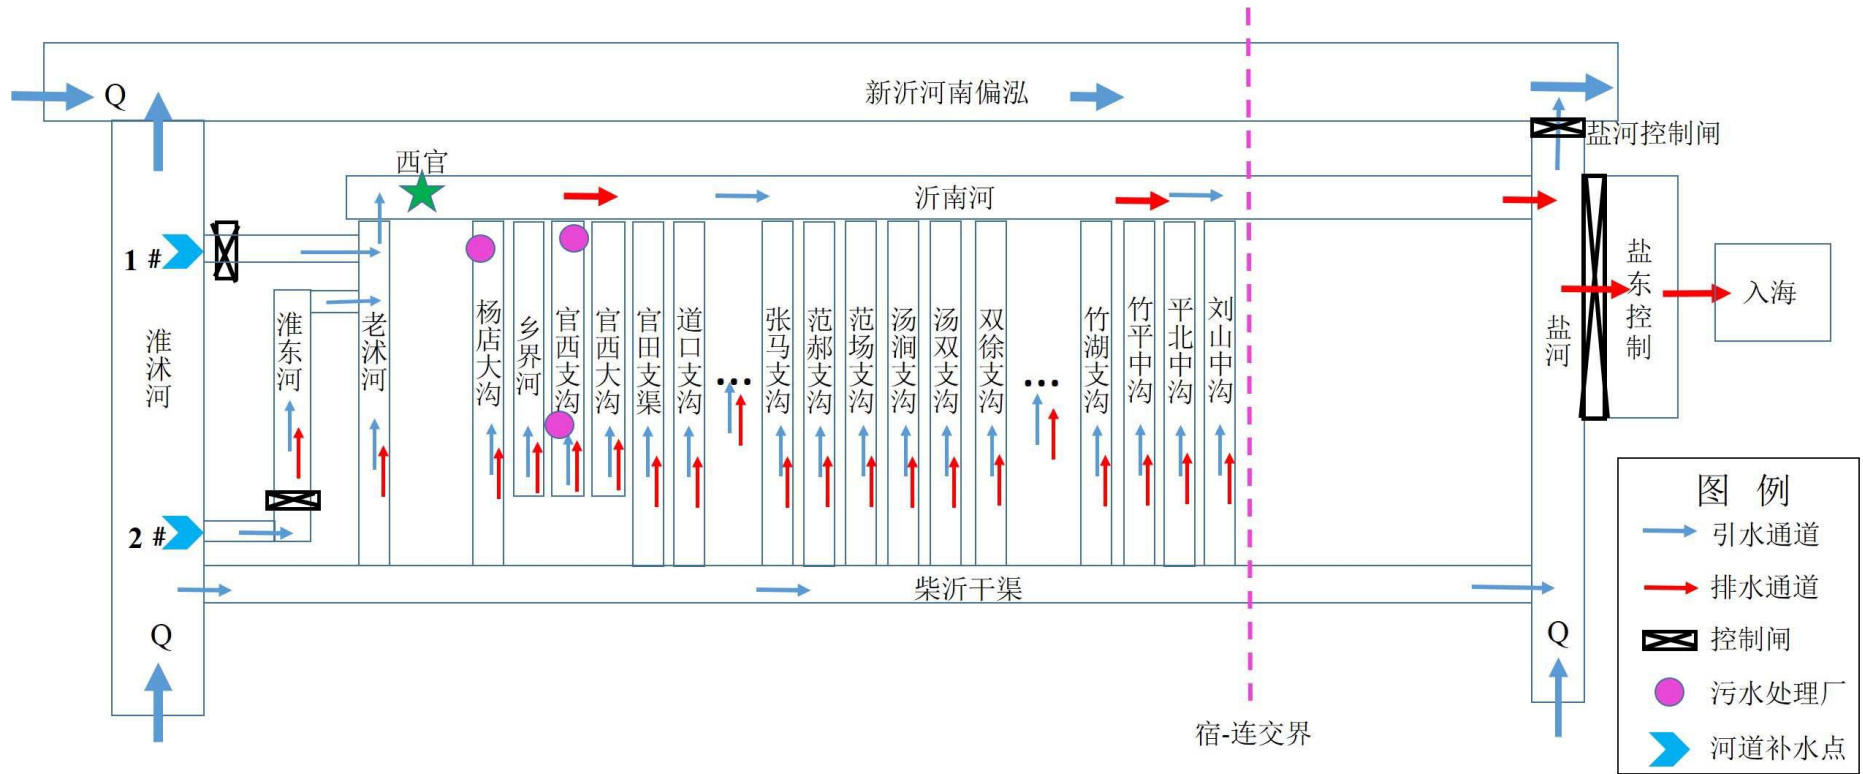 Q
新沂河南偏泓
盐河控制闸
西官
沂南河
1 #
2 #
淮沭河
淮东河
老沭河
杨店大沟
乡界河
官西支沟
官西大沟
官田支渠
道口支沟
...
张马支沟
范郝支沟
范场支沟
汤涧支沟
汤双支沟
双徐支沟
...
竹湖支沟
竹平中沟
平北中沟
刘山中沟
盐河
盐东控制
入海
柴沂干渠
Q
Q
宿-连交界
图 例
引水通道
排水通道
控制闸
污水处理厂
河道补水点